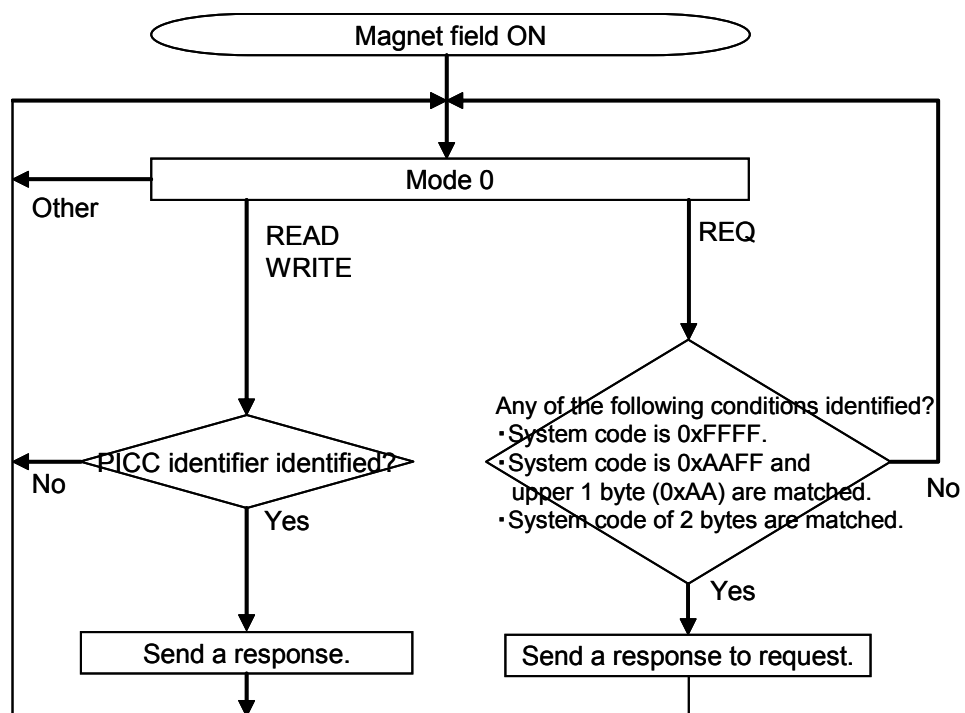 Magnet field ON
Mode 0
Other
READ
WRITE
REQ
Any of the following conditions identified?
・System code is 0xFFFF.
・System code is 0xAAFF and
upper 1 byte (0xAA) are matched.
・System code of 2 bytes are matched.
PICC identifier identified?
No
No
Yes
Yes
Send a response.
Send a response to request.